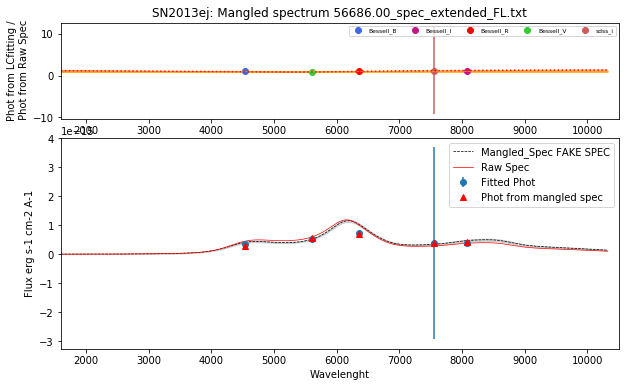 SN2013ej: Mangled spectrum 56686.00_spec_extended_FL.txt
Phot from LCfitting /
Phot from Raw Spec
10
0
−10
Bessell_B
Bessell_I
Bessell_R
Bessell_V
sdss_i
2000 3000 4000 5000 6000 7000 8000 9000 10000
1e−15
Flux erg s-1 cm-2 A-1
4
3
2
1
0
−1
−2
−3
Mangled_Spec FAKE SPEC
Raw Spec
Fitted Phot
Phot from mangled spec
2000 3000 4000 5000 6000 7000 8000 9000 10000
Wavelenght